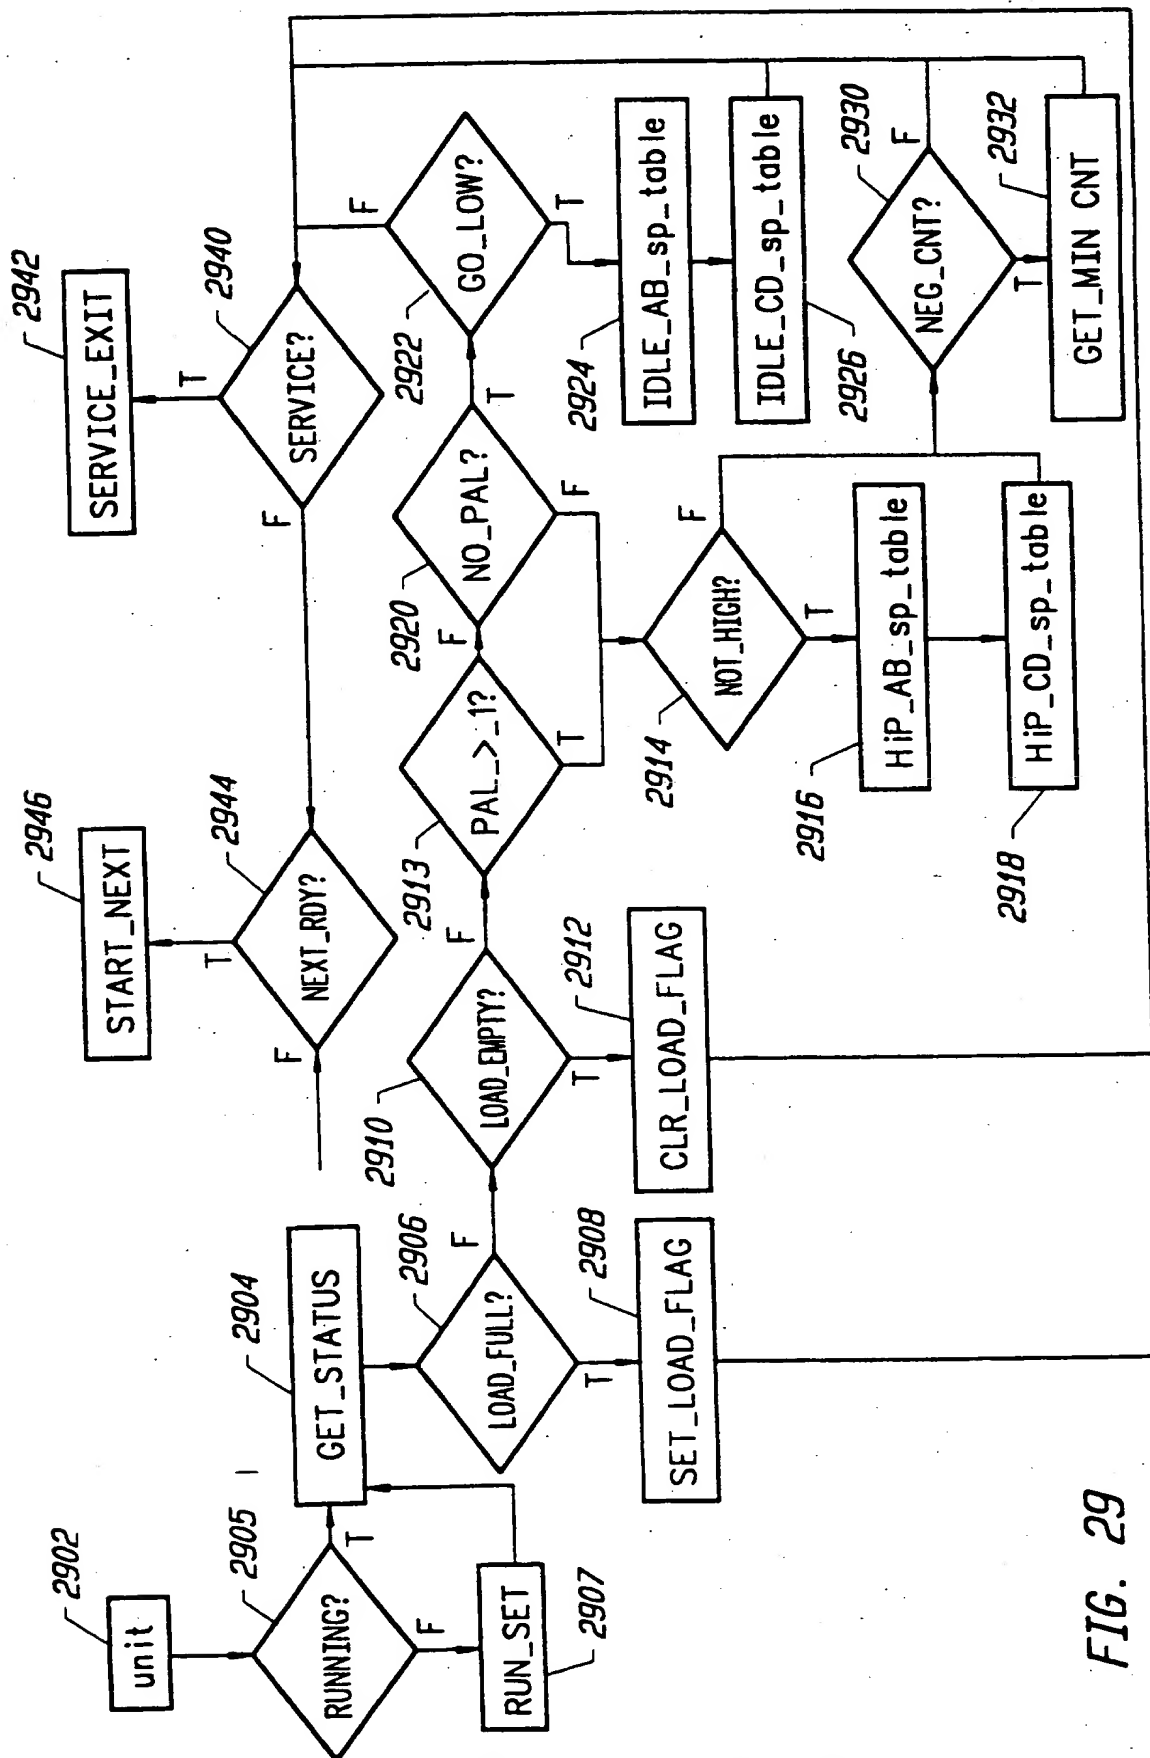 2902
unit
2905
RUNNING?
T
F
RUN_SET
2907
2904
GET_STATUS
2906
LOAD_FULL?
F
T
2908
SET_LOAD_FLAG
2910
LOAD_EMPTY?
F
T
2912
CLR_LOAD_FLAG
2913
PAL_>_1?
F
T
2920
NO_PAL?
T
F
2922
GO_LOW?
F
T
2924
IDLE_AB_sp_table
IDLE_CD_sp_table
2926
2914
NOT_HIGH?
F
T
2916
HiP_AB_sp_table
HiP_CD_sp_table
2918
2930
NEG_CNT?
F
T
2932
GET_MIN CNT
2940
SERVICE?
T
F
2942
SERVICE_EXIT
2944
NEXT_RDY?
T
F
2946
START_NEXT
FIG. 29